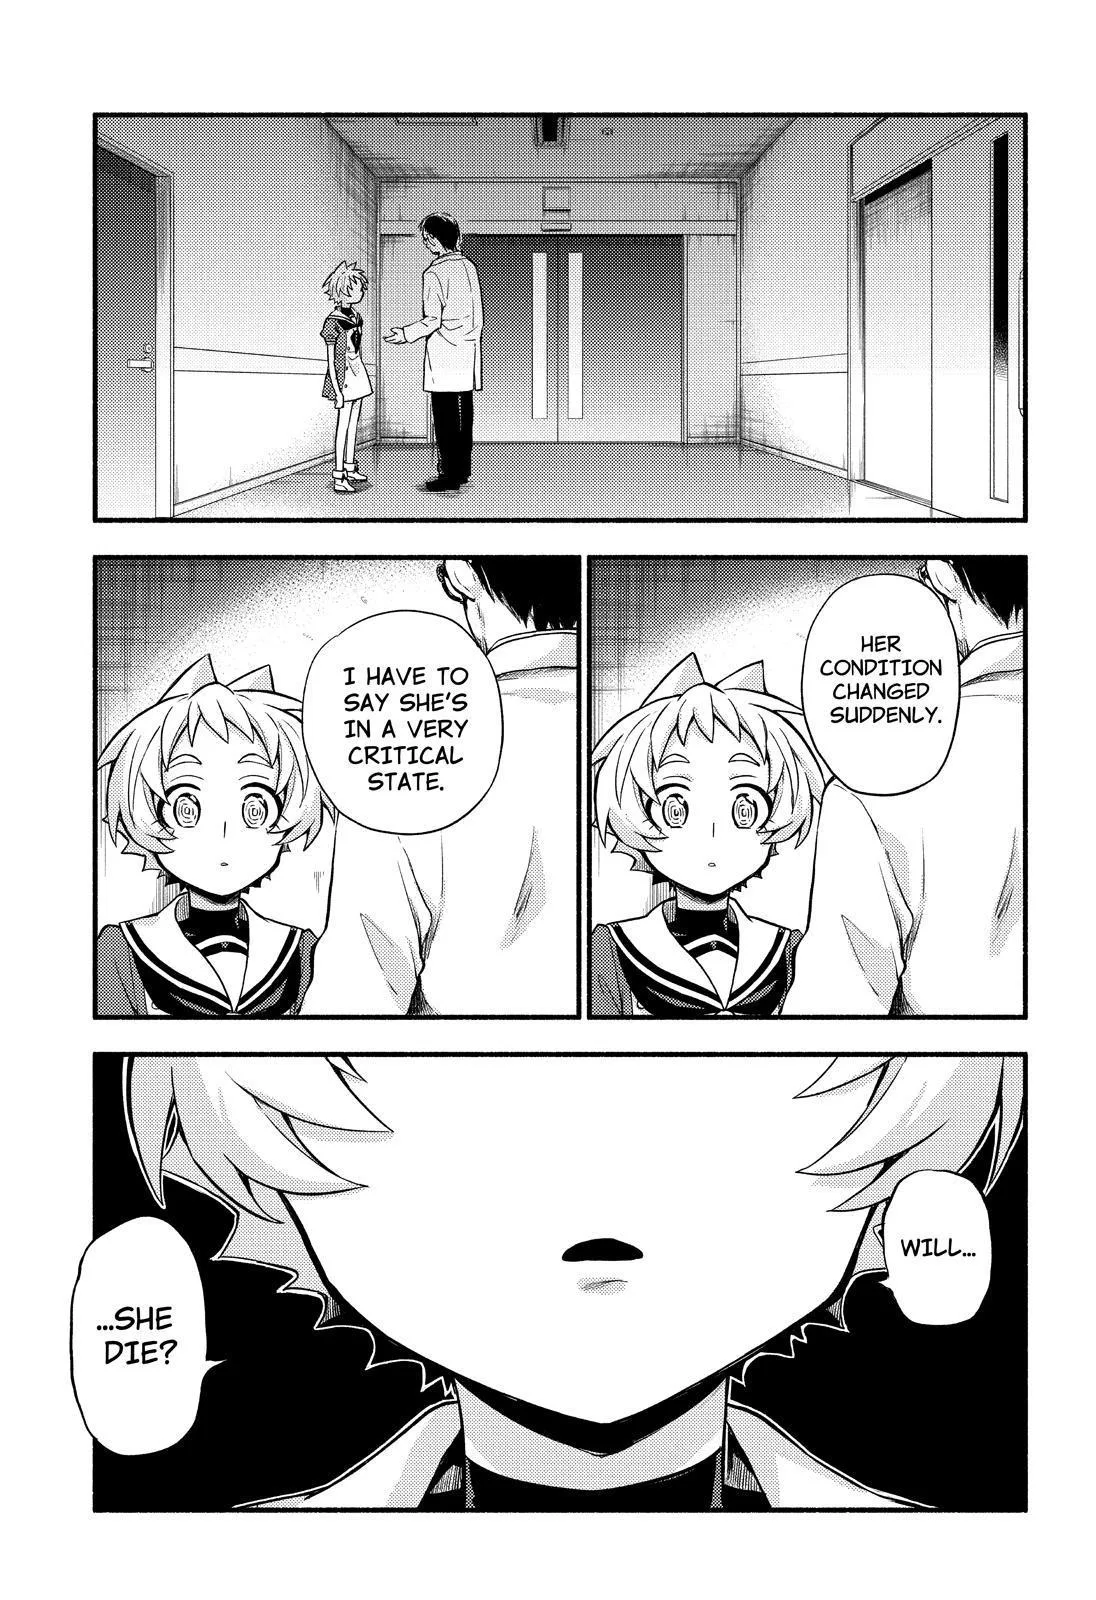 HER
CONDITION
CHANGED
SUDDENLY.
I HAVE TO
SAY SHE'S
IN A VERY
CRITICAL
STATE.
WILL...
...SHE
DIE?